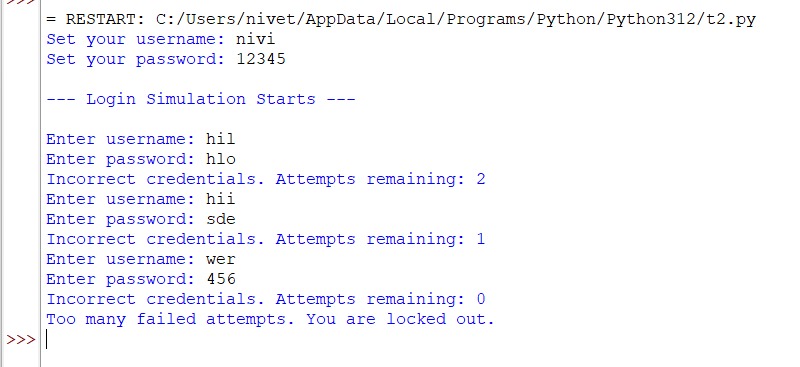 >>>
= RESTART: C:/Users/nivet/AppData/Local/Programs/Python/Python312/t2.py
Set your username: nivi
Set your password: 12345
--- Login Simulation Starts ---
Enter username: hil
Enter password: hlo
Incorrect credentials. Attempts remaining: 2
Enter username: hii
Enter password: sde
Incorrect credentials. Attempts remaining: 1
Enter username: wer
Enter password: 456
Incorrect credentials. Attempts remaining: 0
Too many failed attempts. You are locked out.
>>>